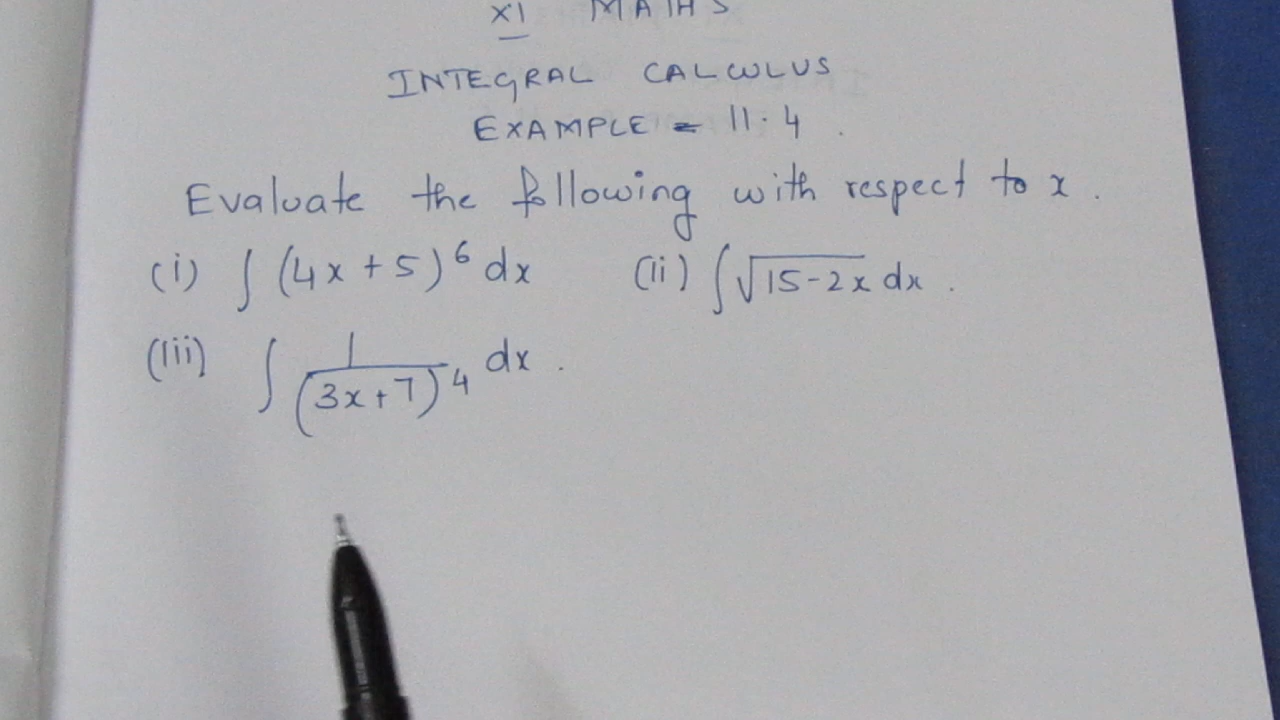 XI MATHS
INTEGRAL CALCULUS
EXAMPLE = 11.4.
Evaluate the following with respect to x.
(i) ∫ (4x+5)⁶ dx (ii) ∫√(15-2x) dx.
(iii) ∫ 1/(3x+7)⁴ dx.